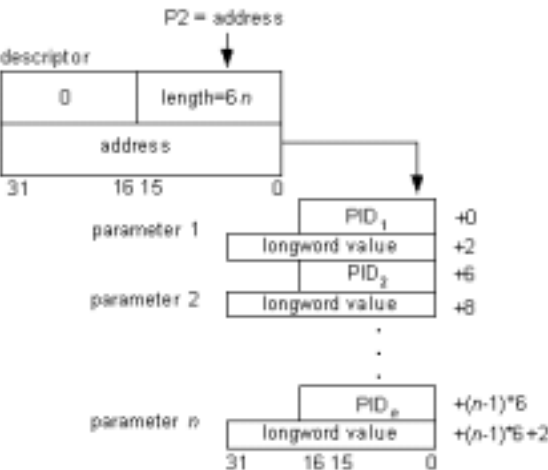 P2 = address
descriptor
0 length=6n
address
31 16 15 0
parameter 1 PID1 +0
longword value +2
PID2 +6
parameter 2 longword value +8
.
.
.
PIDn +(n-1)*6
parameter n longword value +(n-1)*6+2
31 16 15 0